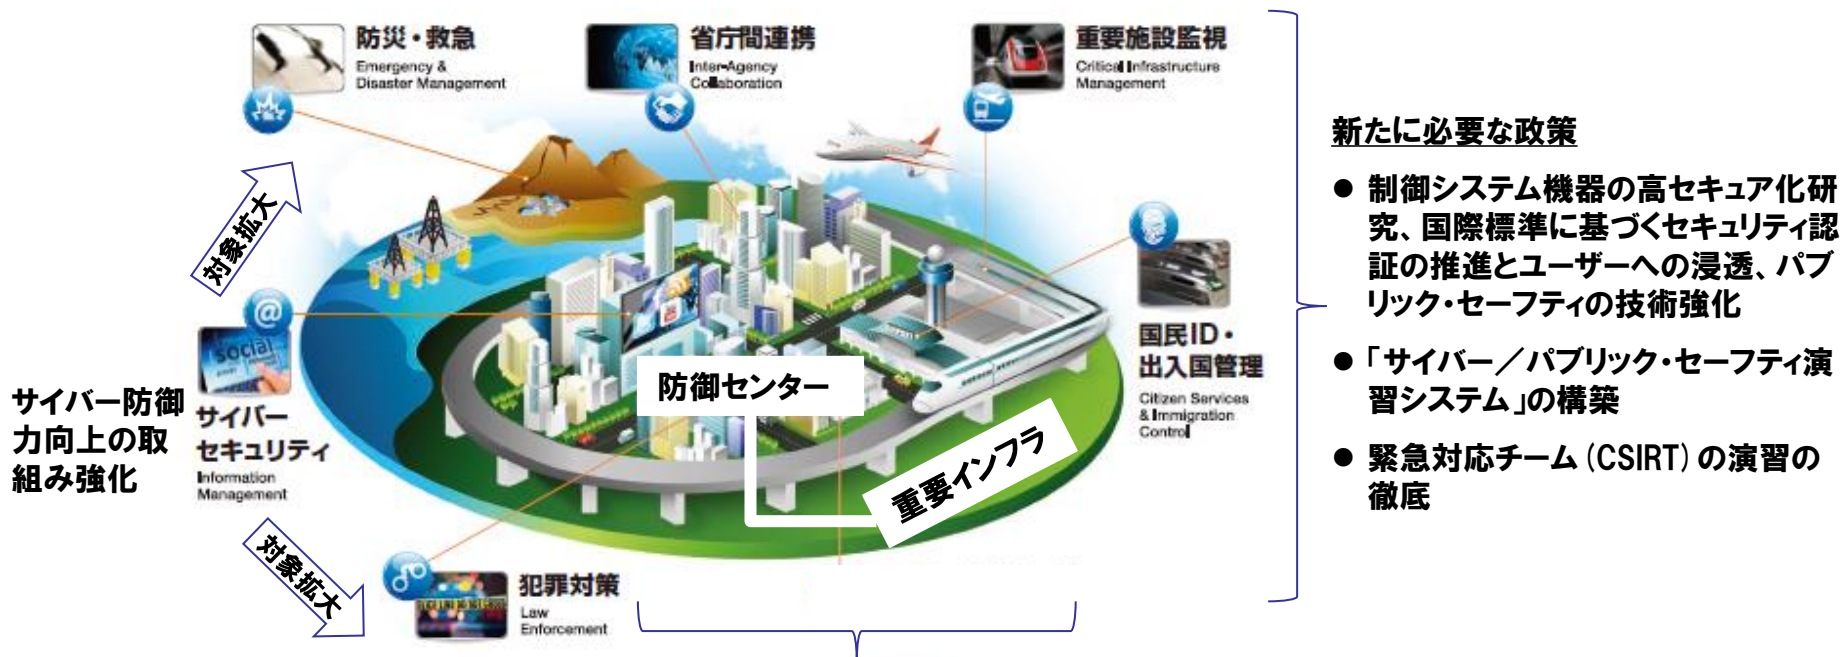 防災・救急
Emergency &
Disaster Management
省庁間連携
Inter-Agency
Collaboration
重要施設監視
Critical Infrastructure
Management
対象拡大
@
social
サイバー防御
力向上の取
組み強化
サイバー
セキュリティ
Information
Management
防御センター
重要インフラ
国民ID・
出入国管理
Citizen Services
& Immigration
Control
対象拡大
犯罪対策
Law
Enforcement
新たに必要な政策
● 制御システム機器の高セキュア化研
究、国際標準に基づくセキュリティ認
証の推進とユーザーへの浸透、パブ
リック・セーフティの技術強化
● 「サイバー／パブリック・セーフティ演
習システム」の構築
● 緊急対応チーム（CSIRT）の演習の
徹底